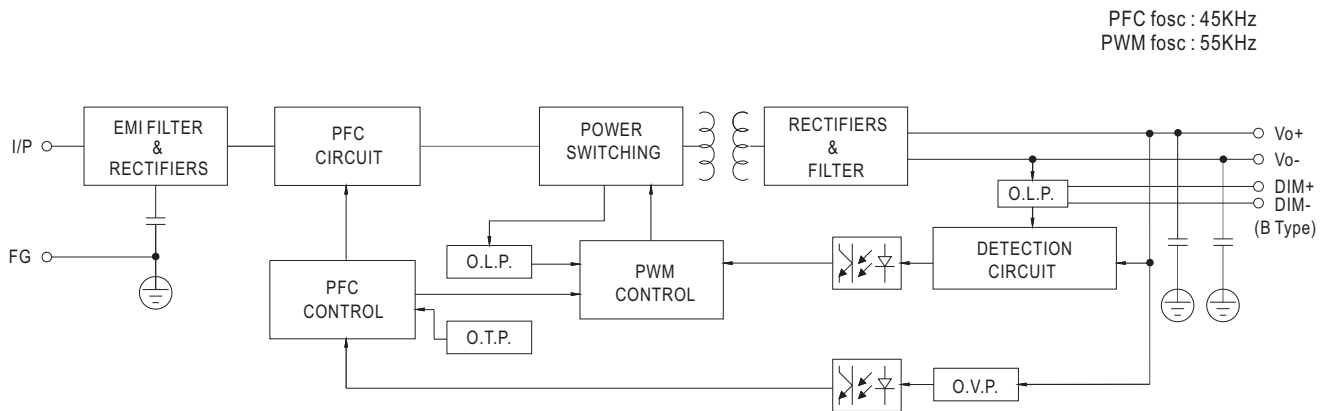 PFC fosc : 45KHz
PWM fosc : 55KHz
I/P
EMI FILTER
&
RECTIFIERS
PFC
CIRCUIT
POWER
SWITCHING
RECTIFIERS
&
FILTER
Vo+
Vo-
O.L.P.
DIM+
DIM-
(B Type)
FG
O.L.P.
PFC
CONTROL
PWM
CONTROL
DETECTION
CIRCUIT
O.T.P.
O.V.P.